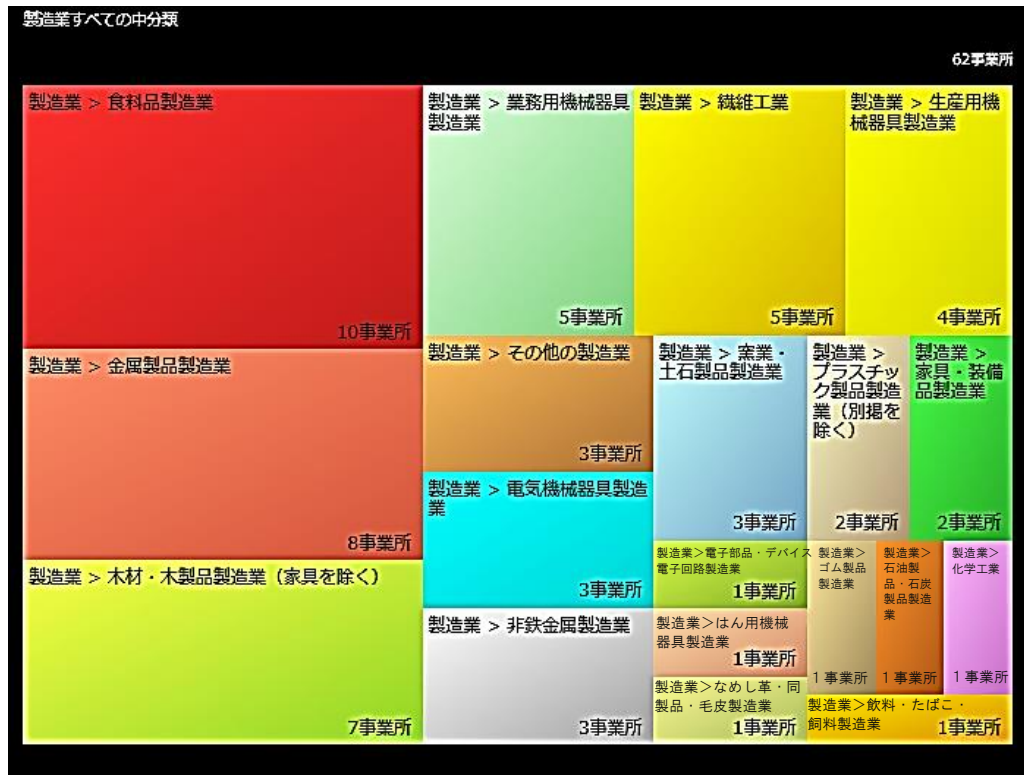 製造業すべての中分類
62事業所
製造業 > 食料品製造業
10事業所
製造業 > 金属製品製造業
8事業所
製造業 > 木材・木製品製造業（家具を除く）
7事業所
製造業 > 業務用機械器具
製造業
5事業所
製造業 > 繊維工業
5事業所
製造業 > 生産用機
械器具製造業
4事業所
製造業 > その他の製造業
3事業所
製造業 > 電気機械器具製造
業
3事業所
製造業 > 非鉄金属製造業
3事業所
製造業 > 窯業・
土石製品製造業
3事業所
製造業 >
プラスチッ
ク製品製造
業（別掲を
除く）
2事業所
製造業 >
家具・装備
品製造業
2事業所
製造業＞電子部品・デバイス
電子回路製造業
1事業所
製造業＞はん用機械
器具製造業
1事業所
製造業＞なめし革・同
製品・毛皮製造業
1事業所
製造業＞
ゴム製品
製造業
1事業所
製造業＞
石油製
品・石炭
製品製造
業
1事業所
製造業＞
化学工業
1事業所
製造業＞飲料・たばこ・
飼料製造業
1事業所